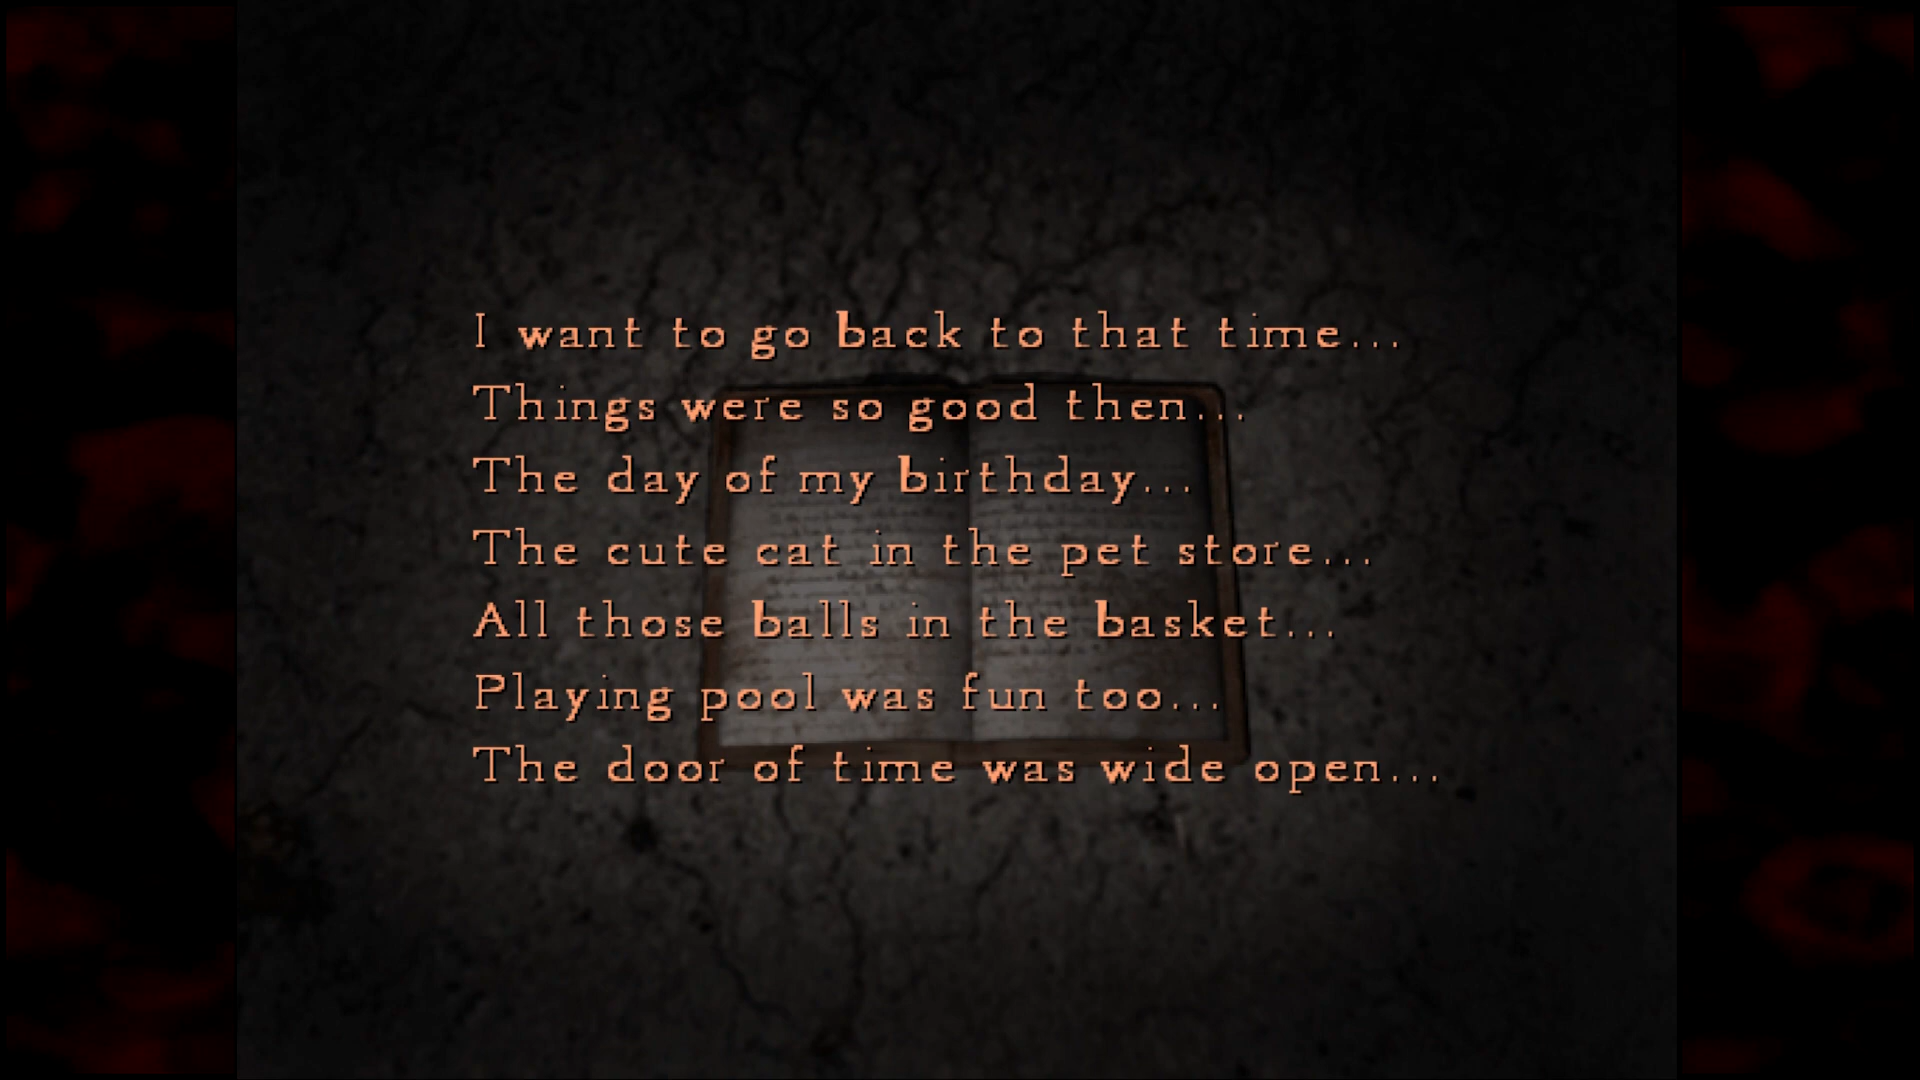 I want to go back to that time...
Things were so good then...
The day of my birthday...
The cute cat in the pet store...
All those balls in the basket...
Playing pool was fun too...
The door of time was wide open...